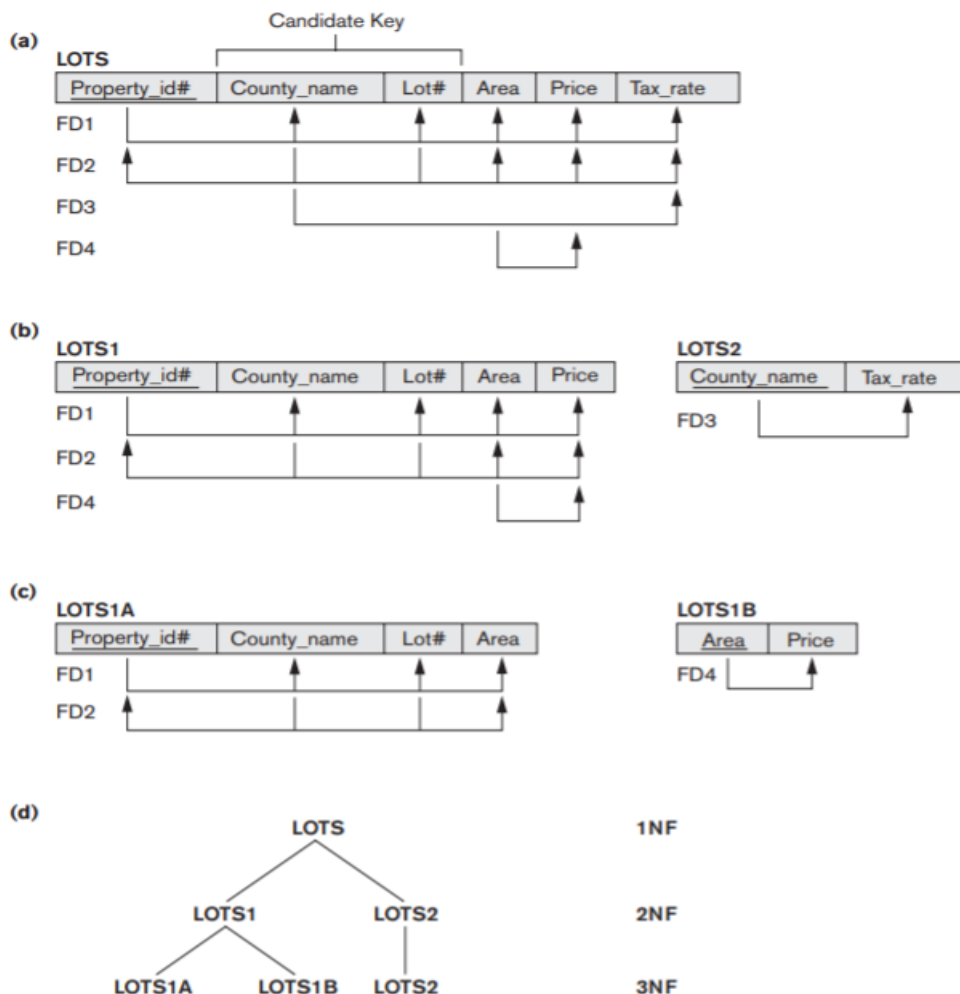 Candidate Key
(a)
LOTS
Property_id# County_name Lot# Area Price Tax_rate
FD1
FD2
FD3
FD4
(b)
LOTS1 LOTS2
Property_id# County_name Lot# Area Price County_name Tax_rate
FD1 FD3
FD2
FD4
(c)
LOTS1A LOTS1B
Property_id# County_name Lot# Area Area Price
FD1 FD4
FD2
(d)
LOTS 1NF
LOTS1 LOTS2 2NF
LOTS1A LOTS1B LOTS2 3NF